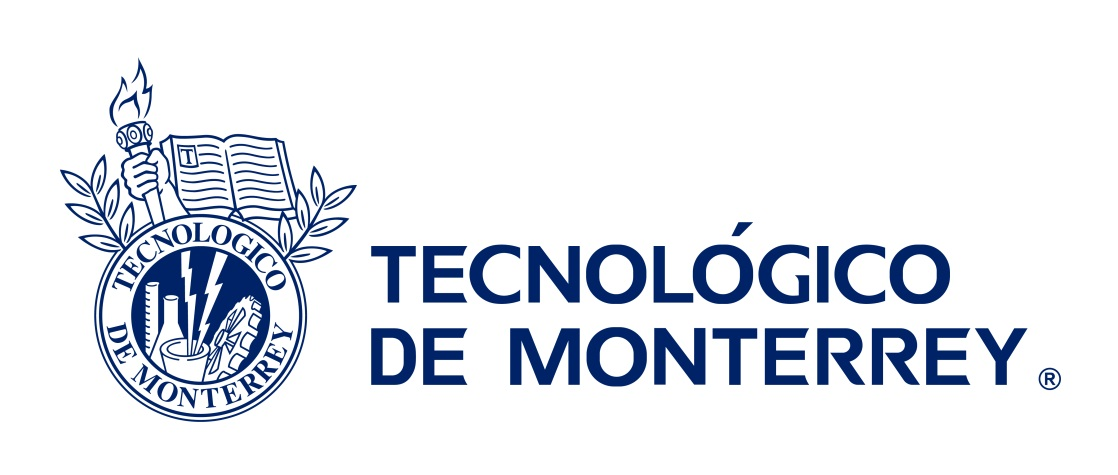 T
TECNOLOGICO
DE MONTERREY
TECNOLÓGICO
DE MONTERREY
®